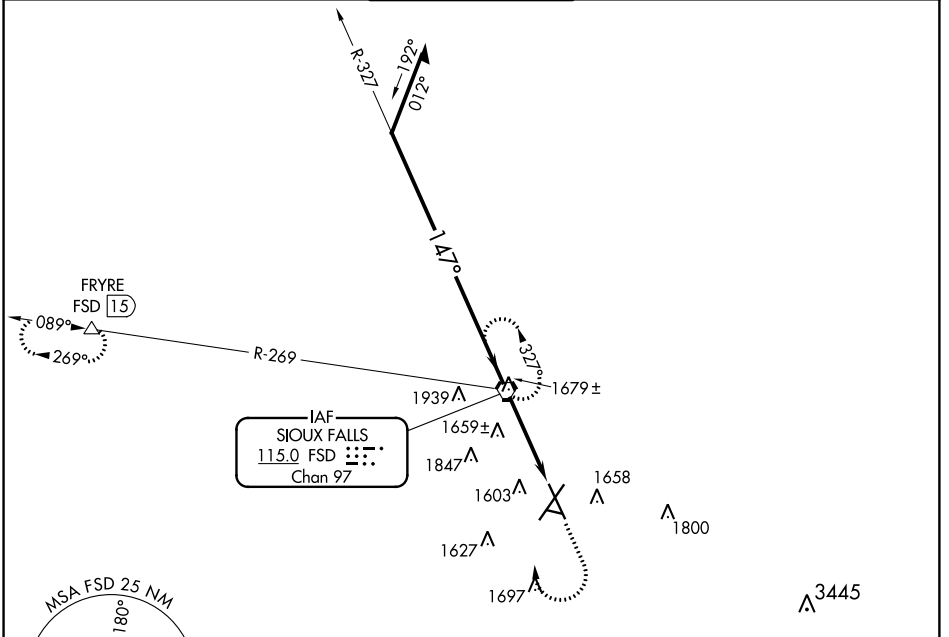 R-327
192°
012°
147°
FRYRE
FSD 15
089°
269°
R-269
327°
1679±
1939
IAF
SIOUX FALLS
115.0 FSD
Chan 97
1659±
1847
1603
1658
1800
1627
1697
3445
MSA FSD 25 NM
180°